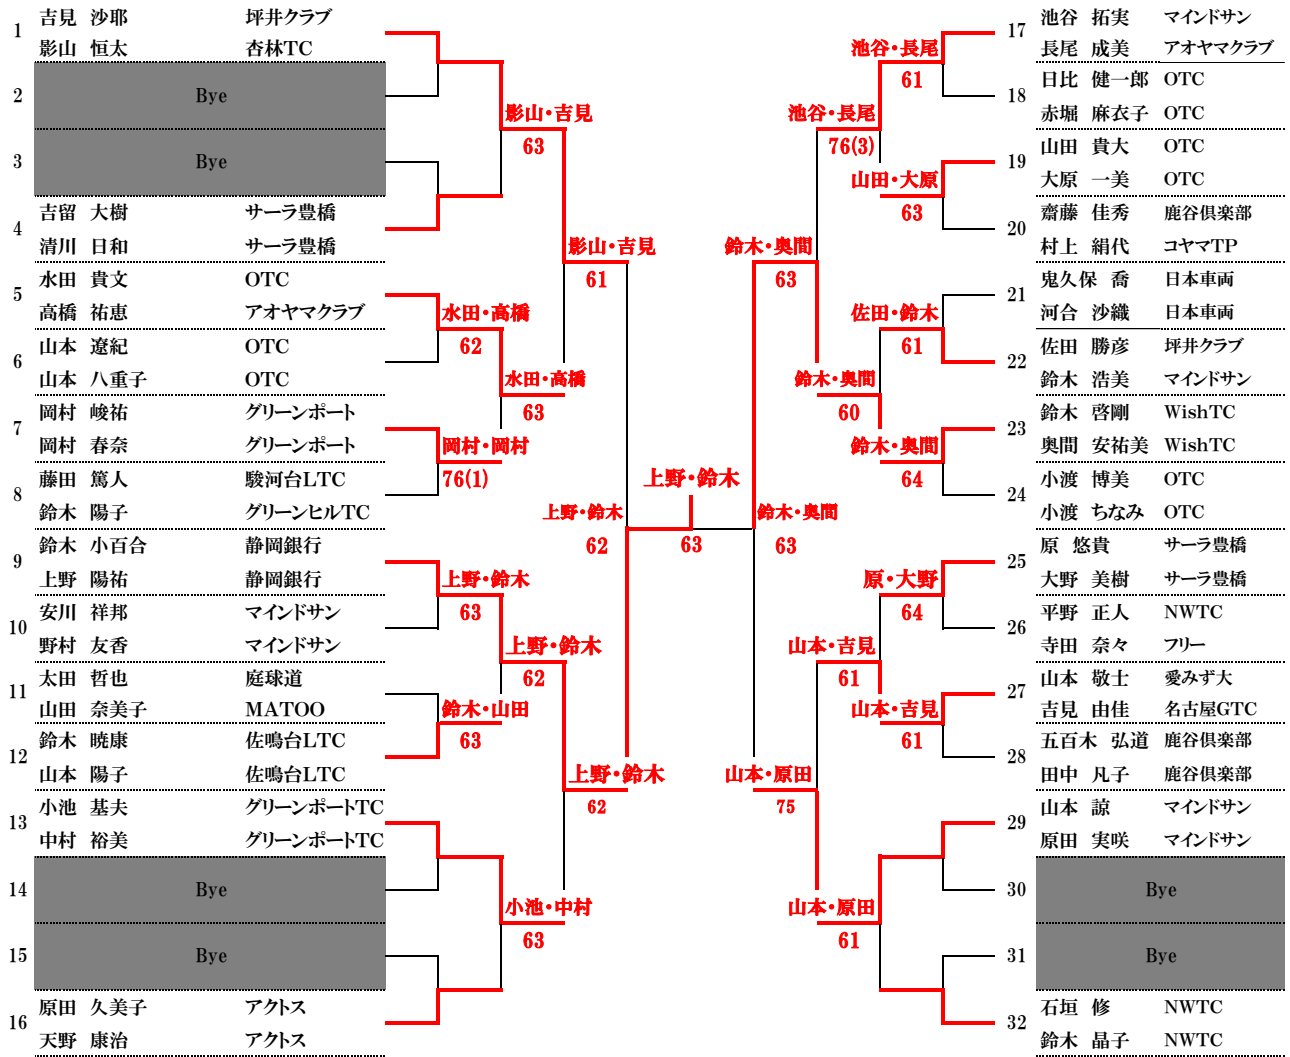 1
吉見 沙耶 坪井クラブ
影山 恒太 杏林TC
2
Bye
3
Bye
4
吉留 大樹 サーラ豊橋
清川 日和 サーラ豊橋
5
水田 貴文 OTC
高橋 祐恵 アオヤマクラブ
6
山本 遼紀 OTC
山本 八重子 OTC
7
岡村 峻祐 グリーンポート
岡村 春奈 グリーンポート
8
藤田 篤人 駿河台LTC
鈴木 陽子 グリーンヒルTC
9
鈴木 小百合 静岡銀行
上野 陽祐 静岡銀行
10
安川 祥邦 マインドサン
野村 友香 マインドサン
11
太田 哲也 庭球道
山田 奈美子 MATOO
12
鈴木 暁康 佐鳴台LTC
山本 陽子 佐鳴台LTC
13
小池 基夫 グリーンポートTC
中村 裕美 グリーンポートTC
14
Bye
15
Bye
16
原田 久美子 アクトス
天野 康治 アクトス
水田・高橋
62
岡村・岡村
76(1)
上野・鈴木
63
鈴木・山田
63
影山・吉見
63
水田・高橋
63
上野・鈴木
62
小池・中村
63
影山・吉見
61
上野・鈴木
62
上野・鈴木
62
上野・鈴木
63
鈴木・奥間
63
鈴木・奥間
63
山本・原田
75
池谷・長尾
76(3)
鈴木・奥間
60
山本・吉見
61
山本・原田
61
池谷・長尾
61
山田・大原
63
佐田・鈴木
61
鈴木・奥間
64
原・大野
64
山本・吉見
61
17
池谷 拓実 マインドサン
長尾 成美 アオヤマクラブ
18
日比 健一郎 OTC
赤堀 麻衣子 OTC
19
山田 貴大 OTC
大原 一美 OTC
20
齋藤 佳秀 鹿谷倶楽部
村上 絹代 コヤマTP
21
鬼久保 喬 日本車両
河合 沙織 日本車両
22
佐田 勝彦 坪井クラブ
鈴木 浩美 マインドサン
23
鈴木 啓剛 WishTC
奥間 安祐美 WishTC
24
小渡 博美 OTC
小渡 ちなみ OTC
25
原 悠貴 サーラ豊橋
大野 美樹 サーラ豊橋
26
平野 正人 NWTC
寺田 奈々 フリー
27
山本 敬士 愛みず大
吉見 由佳 名古屋GTC
28
五百木 弘道 鹿谷倶楽部
田中 凡子 鹿谷倶楽部
29
山本 諒 マインドサン
原田 実咲 マインドサン
30
Bye
31
Bye
32
石垣 修 NWTC
鈴木 晶子 NWTC